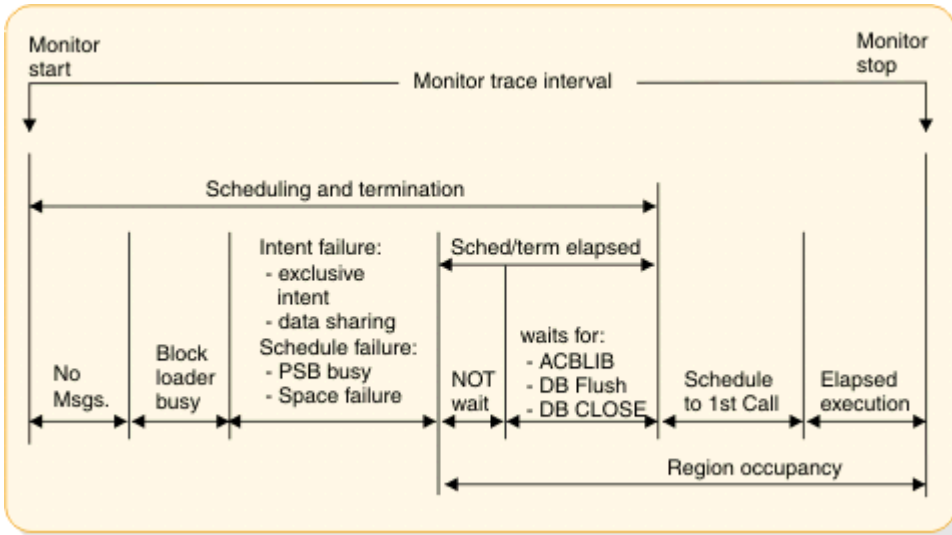 Monitor
start
Monitor
stop
Monitor trace interval
Scheduling and termination
Intent failure:
- exclusive
intent
- data sharing
Schedule failure:
- PSB busy
- Space failure
Sched/term elapsed
No
Msgs.
Block
loader
busy
NOT
wait
waits for:
- ACBLIB
- DB Flush
- DB CLOSE
Schedule
to 1st Call
Elapsed
execution
Region occupancy